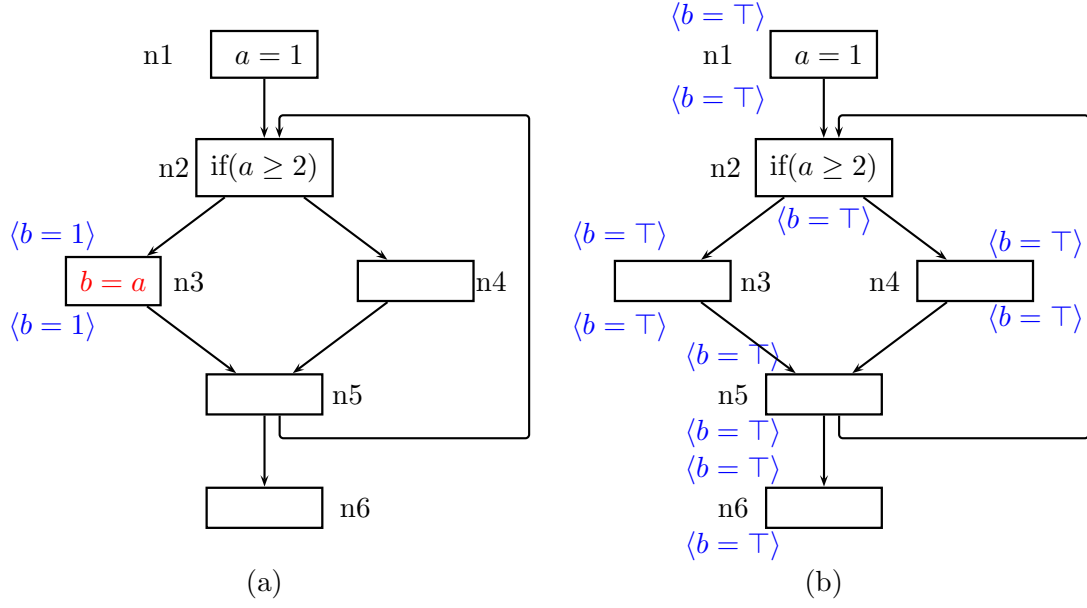 n1
a = 1
n2
if(a ≥ 2)
⟨b = 1⟩
b = a
n3
n4
⟨b = 1⟩
n5
n6
(a)
⟨b = ⊤⟩
n1
a = 1
⟨b = ⊤⟩
n2
if(a ≥ 2)
⟨b = ⊤⟩
⟨b = ⊤⟩
⟨b = ⊤⟩
n3
n4
⟨b = ⊤⟩
⟨b = ⊤⟩
⟨b = ⊤⟩
n5
⟨b = ⊤⟩
⟨b = ⊤⟩
n6
⟨b = ⊤⟩
(b)